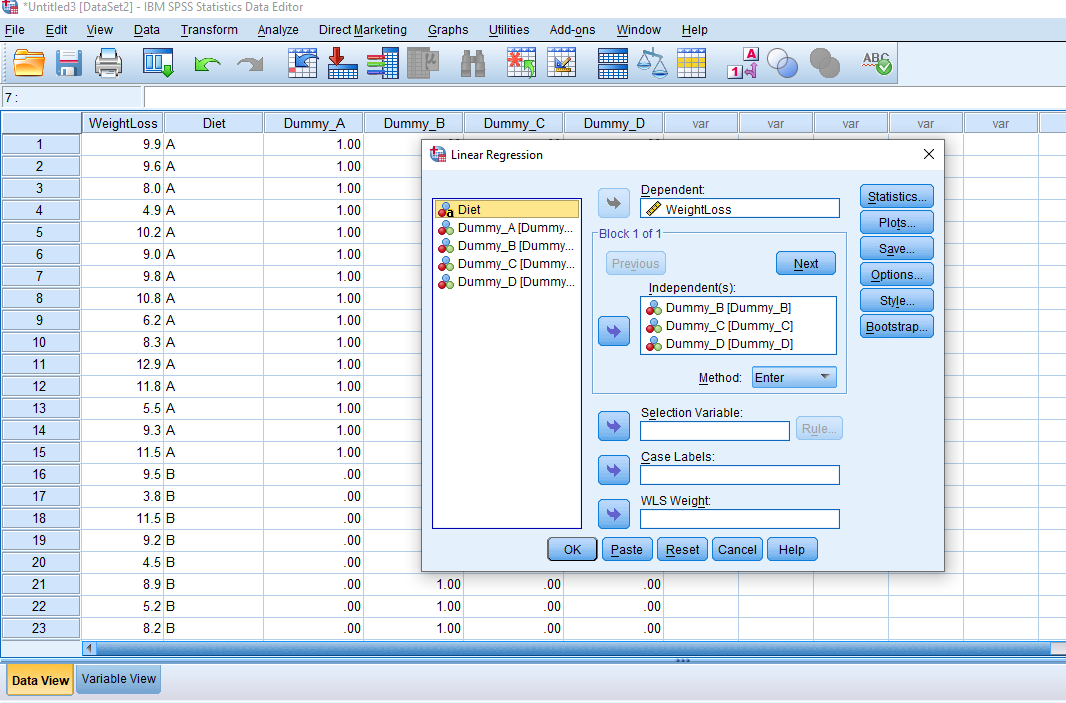 *Untitled3 [DataSet2] - IBM SPSS Statistics Data Editor
File Edit View Data Transform Analyze Direct Marketing Graphs Utilities Add-ons Window Help
1 A
ABC
7 :
WeightLoss Diet Dummy_A Dummy_B Dummy_C Dummy_D var var var var var
1 9.9 A 1.00
2 9.6 A 1.00
3 8.0 A 1.00
4 4.9 A 1.00
5 10.2 A 1.00
6 9.0 A 1.00
7 9.8 A 1.00
8 10.8 A 1.00
9 6.2 A 1.00
10 8.3 A 1.00
11 12.9 A 1.00
12 11.8 A 1.00
13 5.5 A 1.00
14 9.3 A 1.00
15 11.5 A 1.00
16 9.5 B .00
17 3.8 B .00
18 11.5 B .00
19 9.2 B .00
20 4.5 B .00
21 8.9 B .00 1.00 .00 .00
22 5.2 B .00 1.00 .00 .00
23 8.2 B .00 1.00 .00 .00
Linear Regression
a Diet
Dummy_A [Dummy...
Dummy_B [Dummy...
Dummy_C [Dummy...
Dummy_D [Dummy...
Dependent:
WeightLoss
Block 1 of 1
Previous Next
Independent(s):
Dummy_B [Dummy_B]
Dummy_C [Dummy_C]
Dummy_D [Dummy_D]
Method: Enter
Selection Variable:
Rule...
Case Labels:
WLS Weight:
Statistics...
Plots...
Save...
Options...
Style...
Bootstrap...
OK Paste Reset Cancel Help
Data View Variable View